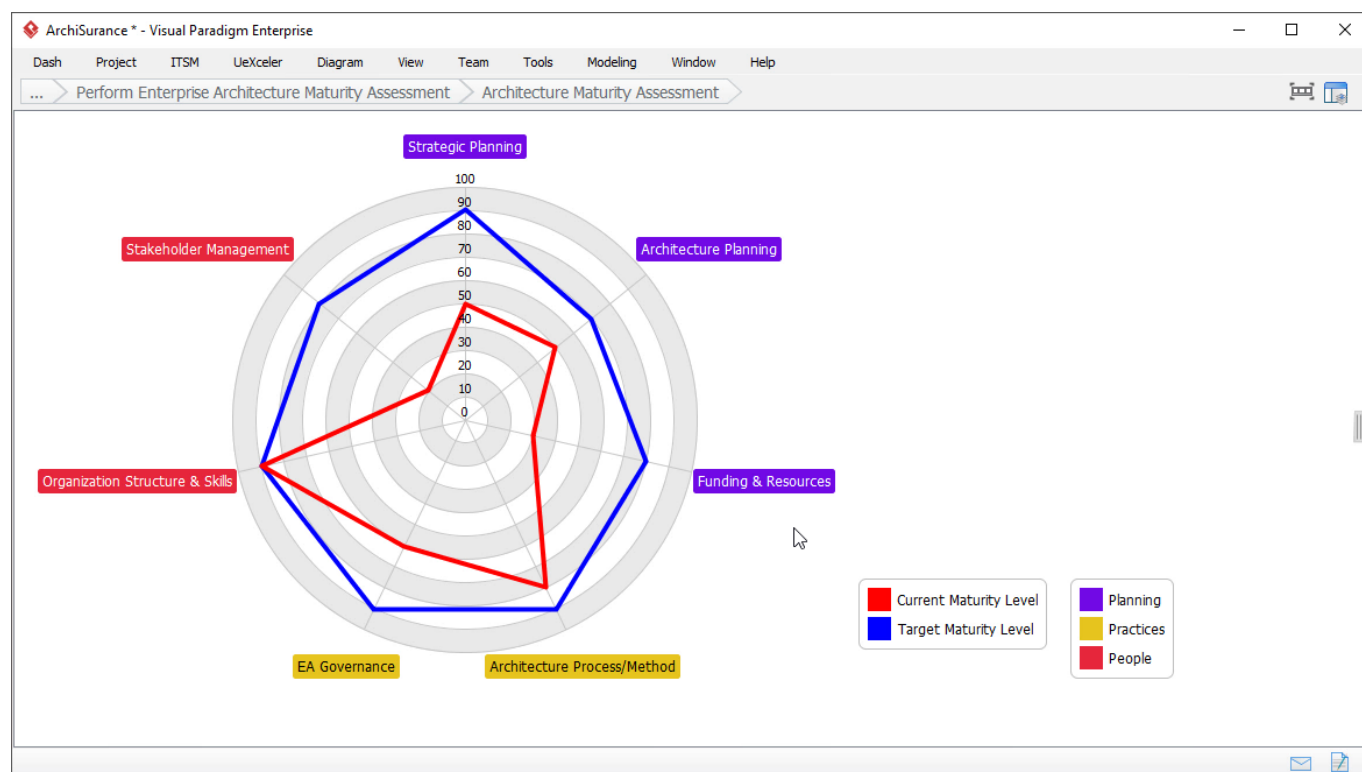 ArchiSurance * - Visual Paradigm Enterprise
Dash Project ITSM UeXceler Diagram View Team Tools Modeling Window Help
... Perform Enterprise Architecture Maturity Assessment Architecture Maturity Assessment
Strategic Planning
100
90
80
70
60
50
40
30
20
10
0
Stakeholder Management
Architecture Planning
Organization Structure & Skills
Funding & Resources
EA Governance
Architecture Process/Method
Current Maturity Level
Target Maturity Level
Planning
Practices
People